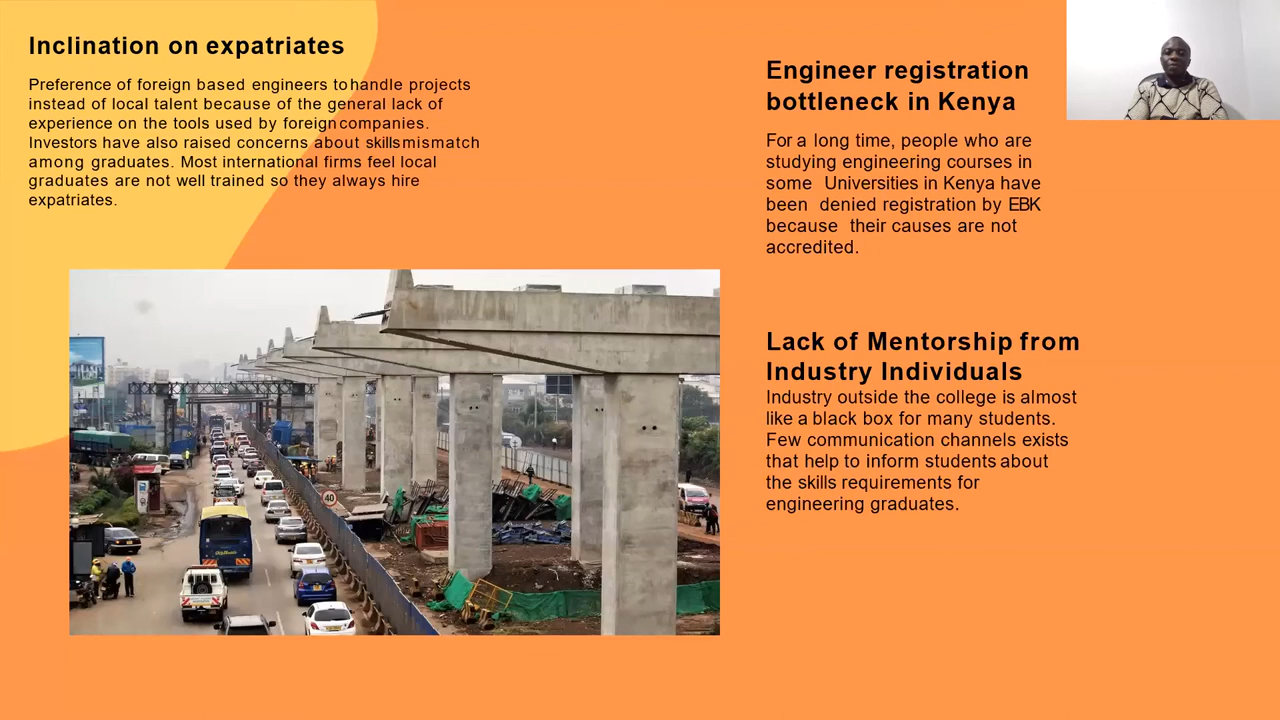 Inclination on expatriates
Preference of foreign based engineers to handle projects
instead of local talent because of the general lack of
experience on the tools used by foreign companies.
Investors have also raised concerns about skills mismatch
among graduates. Most international firms feel local
graduates are not well trained so they always hire
expatriates.
40
Engineer registration
bottleneck in Kenya
For a long time, people who are
studying engineering courses in
some Universities in Kenya have
been denied registration by EBK
because their causes are not
accredited.
Lack of Mentorship from
Industry Individuals
Industry outside the college is almost
like a black box for many students.
Few communication channels exists
that help to inform students about
the skills requirements for
engineering graduates.